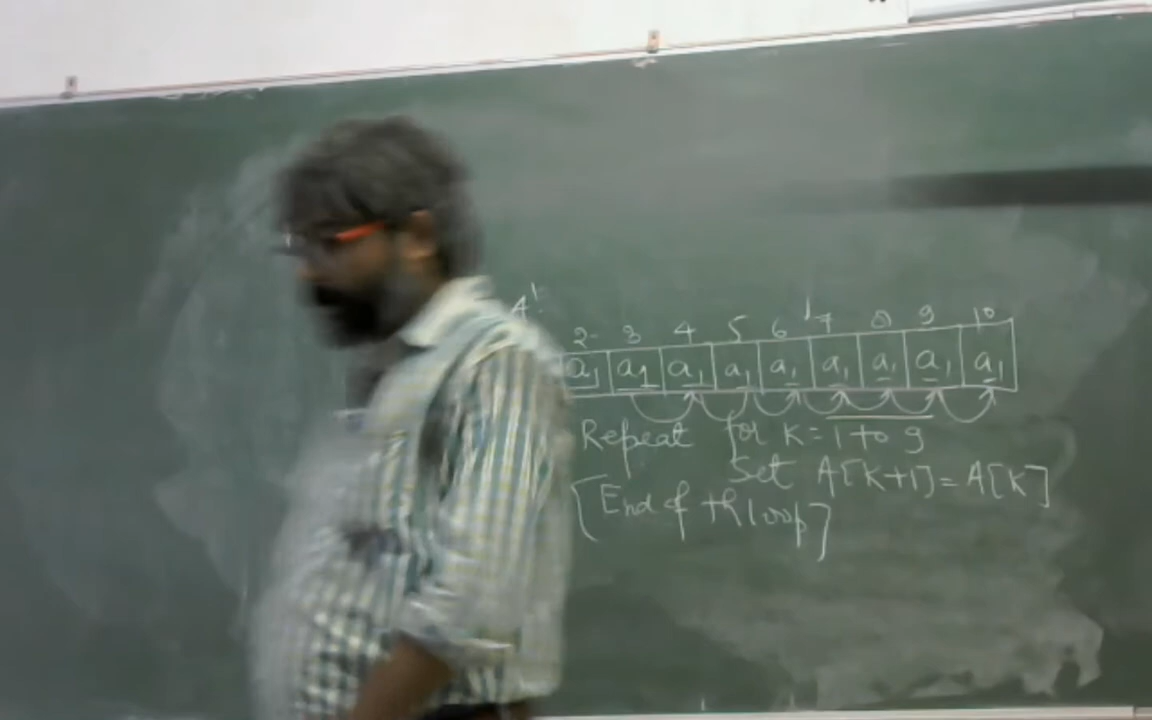 A':
2 3 4 5 6 7 8 9 10
a1 a1 a1 a1 a1 a1 a1 a1 a1
Repeat for K = 1 to 9
Set A[K+1] = A[K]
[End of th loop]